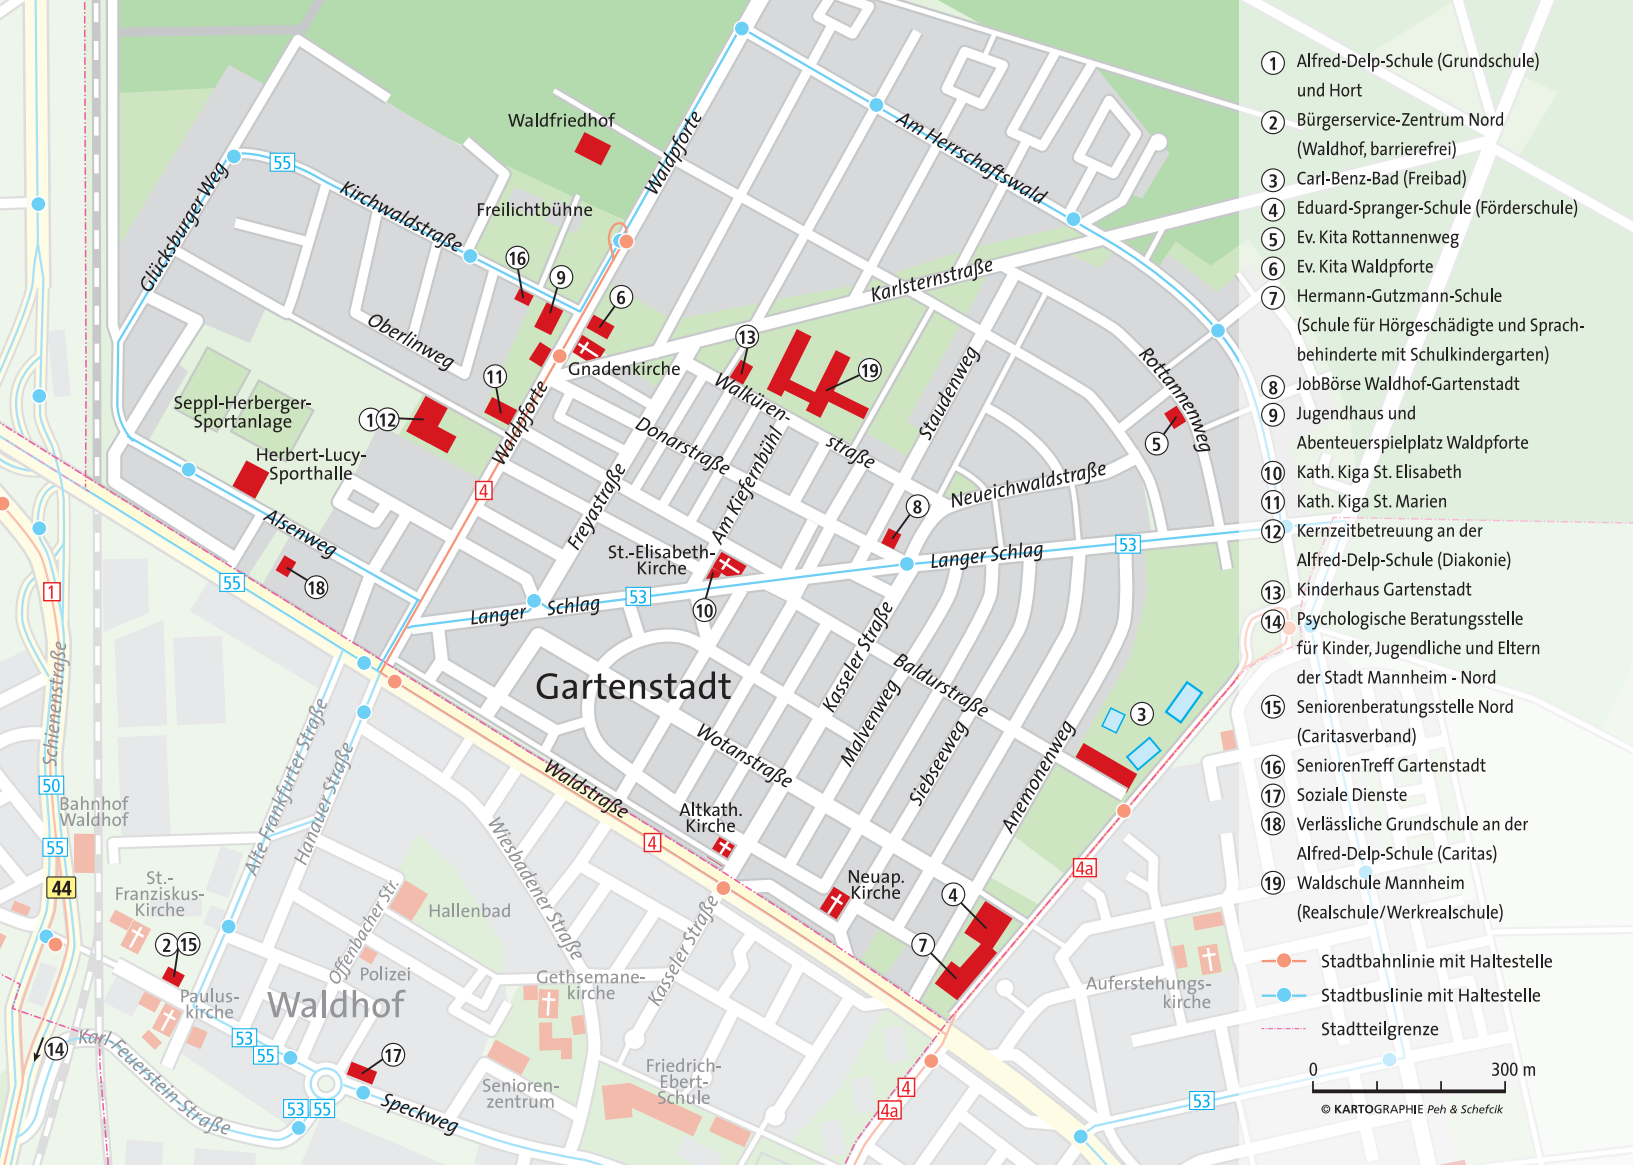 Waldfriedhof
Waldpforte
Am Herrschaftswald
55
Kirchwaldstraße
Glücksburger Weg
Freilichtbühne
16
9
6
Karlsternstraße
Oberlinweg
13
19
Gnadenkirche
11
Rottannenweg
Staudenweg
Walküren-
straße
Seppl-Herberger-
Sportanlage
1
12
Waldpforte
Donarstraße
5
Herbert-Lucy-
Sporthalle
4
Freyastraße
Am Kiefernbühl
Neueichwaldstraße
8
Alsenweg
St.-Elisabeth-
Kirche
Langer Schlag
53
18
55
53
10
Langer
Schlag
1
Schienenstraße
Gartenstadt
Kasseler Straße
Baldurstraße
Malvenweg
Siebseeweg
Anemonenweg
3
Wotanstraße
Waldstraße
50
Bahnhof
Waldhof
55
44
Alte Frankfurter Straße
Hanauer Straße
Wiesbadener Straße
4
Altkath.
Kirche
4a
Neuap.
Kirche
4
7
St.-
Franziskus-
Kirche
2
15
Hallenbad
Offenbacher Str.
Polizei
Kasseler Straße
Gethsemane-
kirche
Auferstehungs-
kirche
Paulus-
kirche
Waldhof
53
55
14
Karl-Feuerstein-Straße
17
Senioren-
zentrum
Friedrich-
Ebert-
Schule
53
55
Speckweg
4
4a
53
1 Alfred-Delp-Schule (Grundschule)
und Hort
2 Bürgerservice-Zentrum Nord
(Waldhof, barrierefrei)
3 Carl-Benz-Bad (Freibad)
4 Eduard-Spranger-Schule (Förderschule)
5 Ev. Kita Rottannenweg
6 Ev. Kita Waldpforte
7 Hermann-Gutzmann-Schule
(Schule für Hörgeschädigte und Sprach-
behinderte mit Schulkindergarten)
8 JobBörse Waldhof-Gartenstadt
9 Jugendhaus und
Abenteuerspielplatz Waldpforte
10 Kath. Kiga St. Elisabeth
11 Kath. Kiga St. Marien
12 Kernzeitbetreuung an der
Alfred-Delp-Schule (Diakonie)
13 Kinderhaus Gartenstadt
14 Psychologische Beratungsstelle
für Kinder, Jugendliche und Eltern
der Stadt Mannheim - Nord
15 Seniorenberatungsstelle Nord
(Caritasverband)
16 SeniorenTreff Gartenstadt
17 Soziale Dienste
18 Verlässliche Grundschule an der
Alfred-Delp-Schule (Caritas)
19 Waldschule Mannheim
(Realschule/Werkrealschule)
Stadtbahnlinie mit Haltestelle
Stadtbuslinie mit Haltestelle
Stadtteilgrenze
0 300 m
© KARTOGRAPHIE Peh & Schefcik